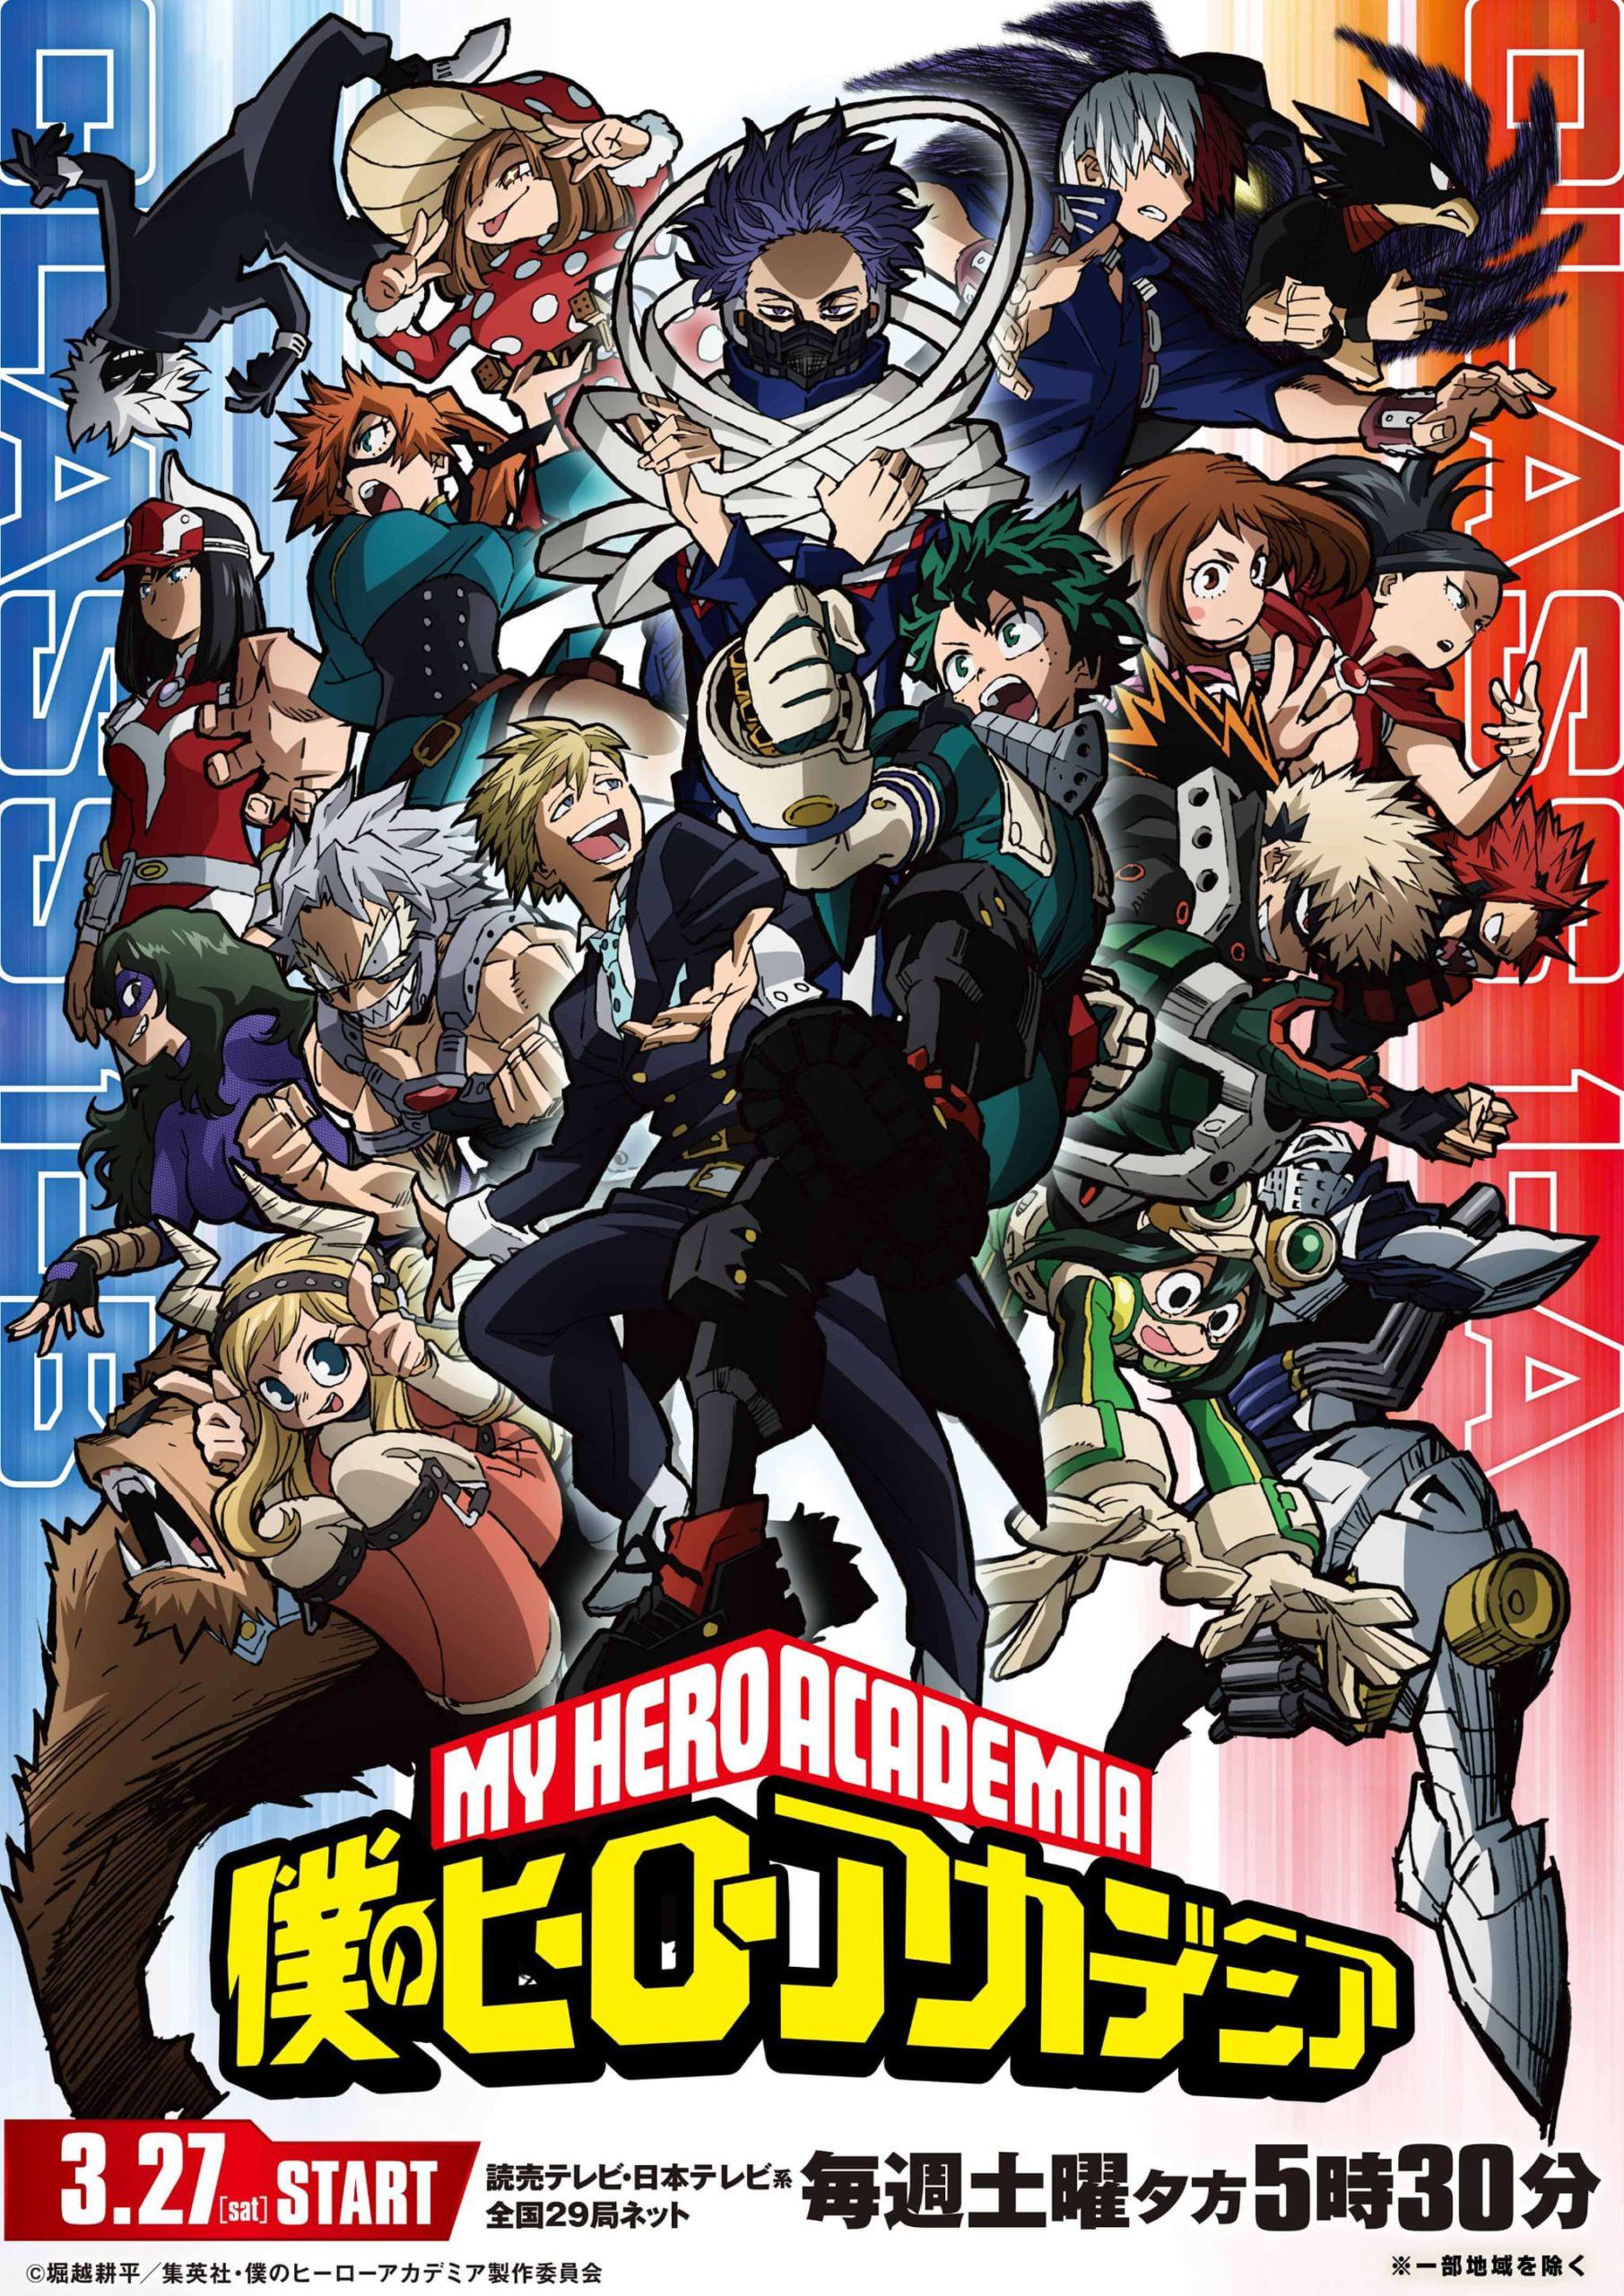 CLASS 1-B
CLASS 1-A
MY HERO ACADEMIA
僕のヒーローアカデミア
3.27[sat] START
読売テレビ・日本テレビ系
全国29局ネット
毎週土曜夕方5時30分
©堀越耕平／集英社・僕のヒーローアカデミア製作委員会
※一部地域を除く